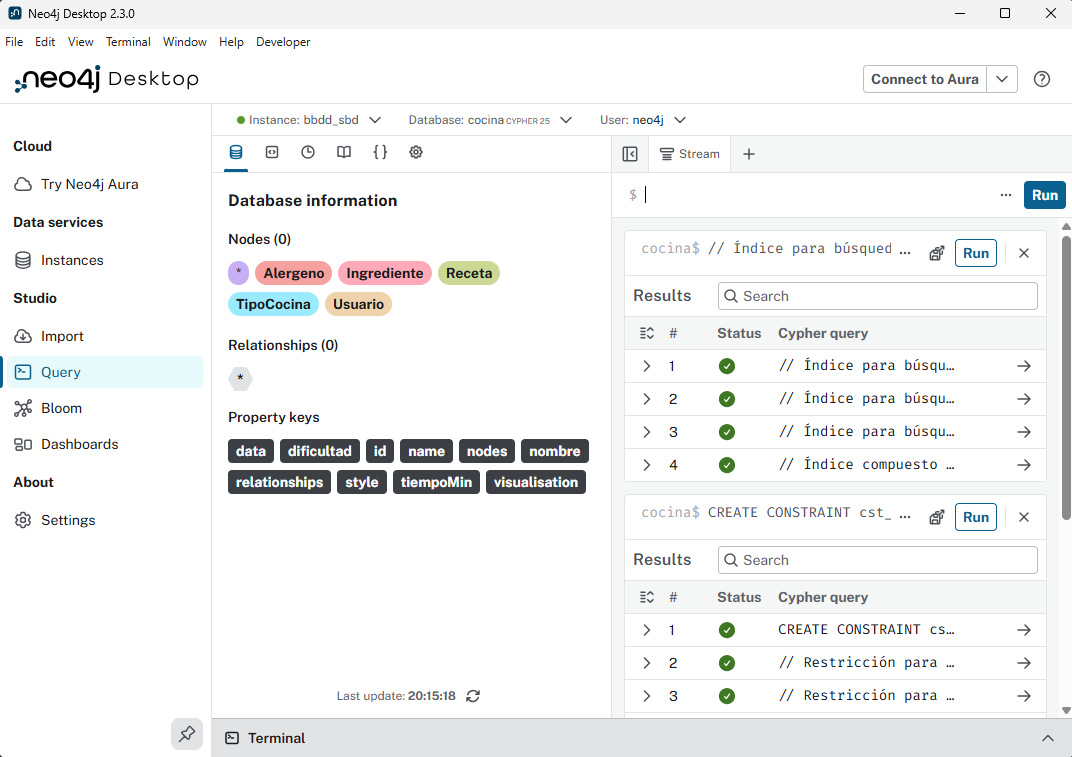 Neo4j Desktop 2.3.0
File Edit View Terminal Window Help Developer
neo4j Desktop
Connect to Aura
Cloud
Try Neo4j Aura
Data services
Instances
Studio
Import
Query
Bloom
Dashboards
About
Settings
Instance: bbdd_sbd
Database: cocina CYPHER 25
User: neo4j
Database information
Nodes (0)
* Alergeno Ingrediente Receta
TipoCocina Usuario
Relationships (0)
*
Property keys
data dificultad id name nodes nombre
relationships style tiempoMin visualisation
Last update: 20:15:18
Stream
$
Run
cocina$ // Índice para búsqued ...
Run
Results
Search
# Status Cypher query
1 // Índice para búsqu…
2 // Índice para búsqu…
3 // Índice para búsqu…
4 // Índice compuesto …
cocina$ CREATE CONSTRAINT cst_ ...
Run
Results
Search
# Status Cypher query
1 CREATE CONSTRAINT cs…
2 // Restricción para …
3 // Restricción para …
Terminal